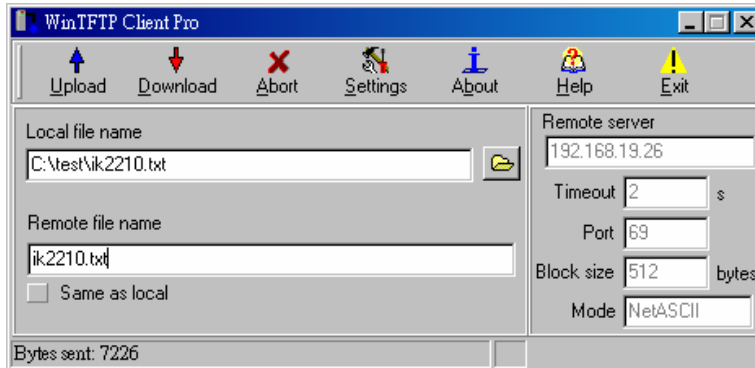 WinTFTP Client Pro
Upload Download Abort Settings About Help Exit
Local file name
C:\test\ik2210.txt
Remote file name
ik2210.txt
Same as local
Remote server
192.168.19.26
Timeout 2 s
Port 69
Block size 512 bytes
Mode NetASCII
Bytes sent: 7226